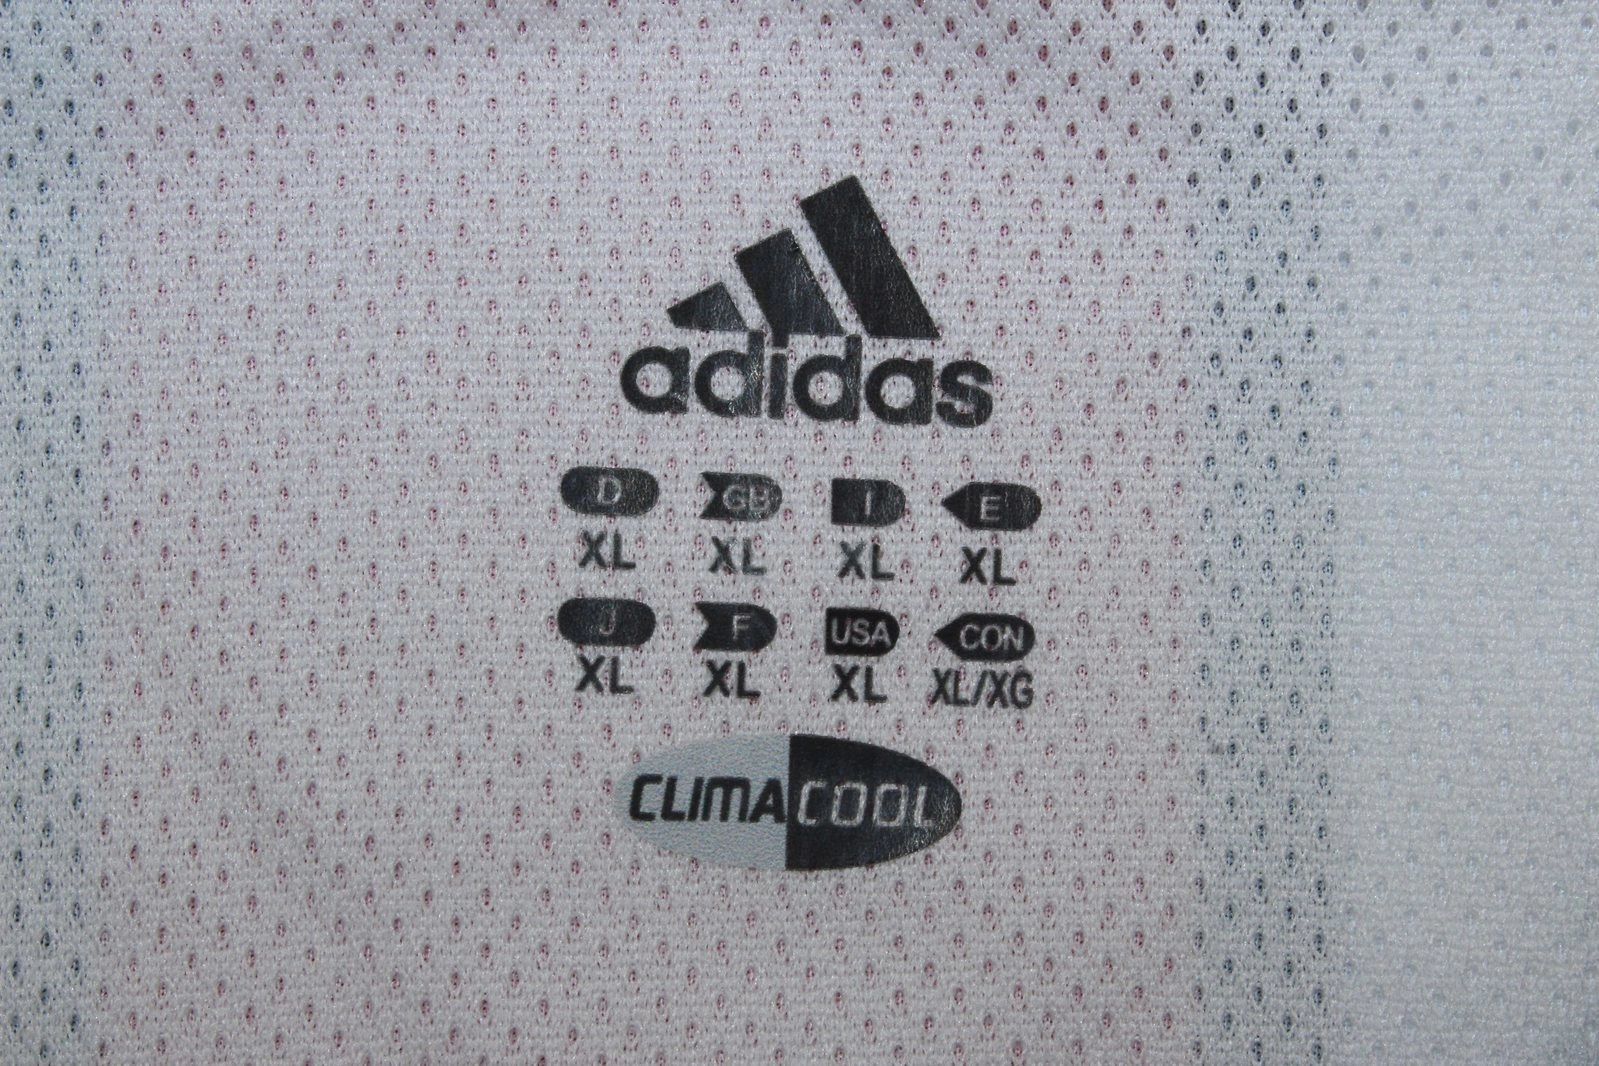 adidas
D GB I E
XL XL XL XL
J F USA CON
XL XL XL XL/XG
CLIMACOOL